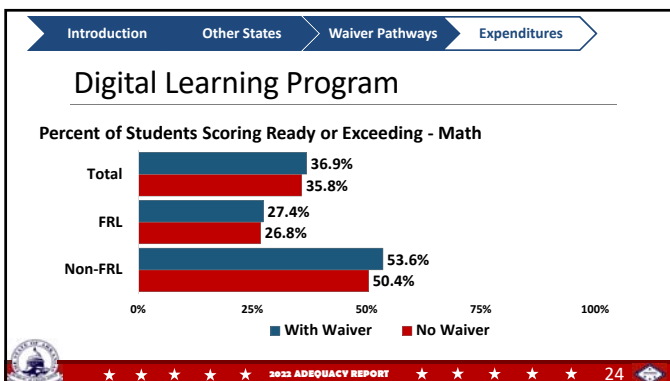 Introduction Other States Waiver Pathways Expenditures
Digital Learning Program
Percent of Students Scoring Ready or Exceeding - Math
Total 36.9%
35.8%
FRL 27.4%
26.8%
Non-FRL 53.6%
50.4%
0% 25% 50% 75% 100%
With Waiver No Waiver
2022 ADEQUACY REPORT 24